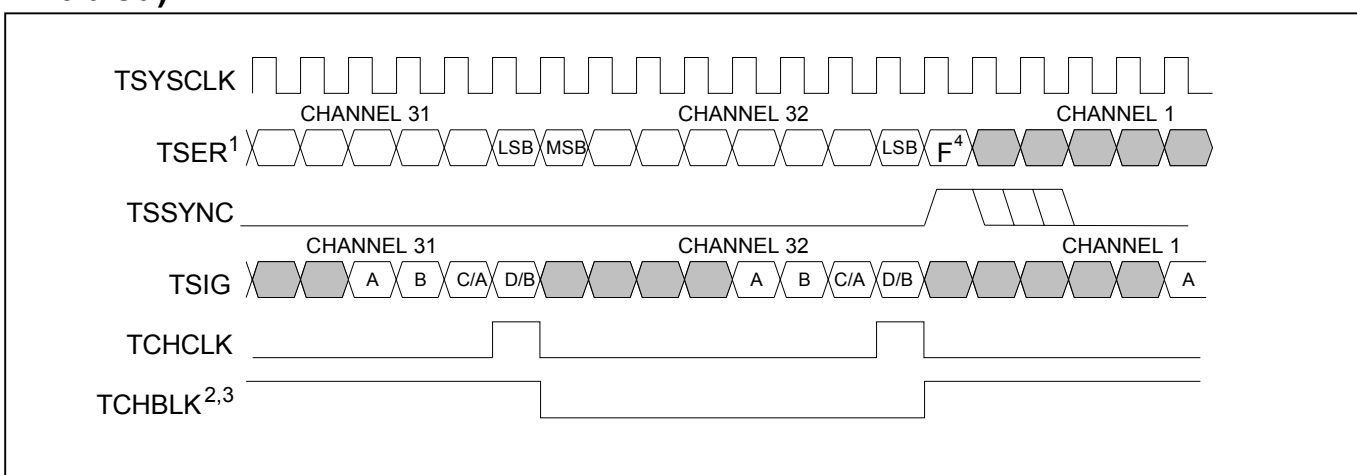 TSYSCLK
CHANNEL 31 CHANNEL 32 CHANNEL 1
TSER1 LSB MSB LSB F4
TSSYNC
CHANNEL 31 CHANNEL 32 CHANNEL 1
TSIG A B C/A D/B A B C/A D/B A
TCHCLK
TCHBLK2,3